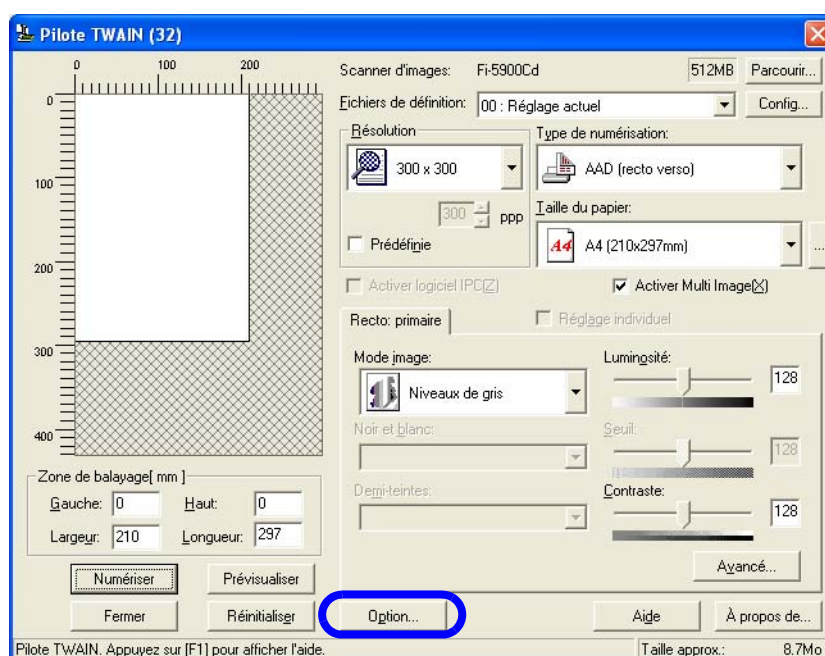 Pilote TWAIN (32)
0 100 200
0
100
200
300
400
Scanner d'images: Fi-5900Cd 512MB Parcourir...
Fichiers de définition: 00 : Réglage actuel Config...
Résolution
300 x 300
300 ppp
Prédéfinie
Type de numérisation:
AAD (recto verso)
Taille du papier:
A4 A4 (210x297mm) ...
Activer logiciel IPC(Z) Activer Multi Image(X)
Recto: primaire Réglage individuel
Mode image:
Niveaux de gris
Noir et blanc:
Demi-teintes:
Luminosité:
128
Seuil:
128
Contraste:
128
Avancé...
Zone de balayage[ mm ]
Gauche: 0 Haut: 0
Largeur: 210 Longueur: 297
Numériser Prévisualiser
Fermer Réinitialiser Option... Aide À propos de...
Pilote TWAIN. Appuyez sur [F1] pour afficher l'aide. Taille approx.: 8.7Mo